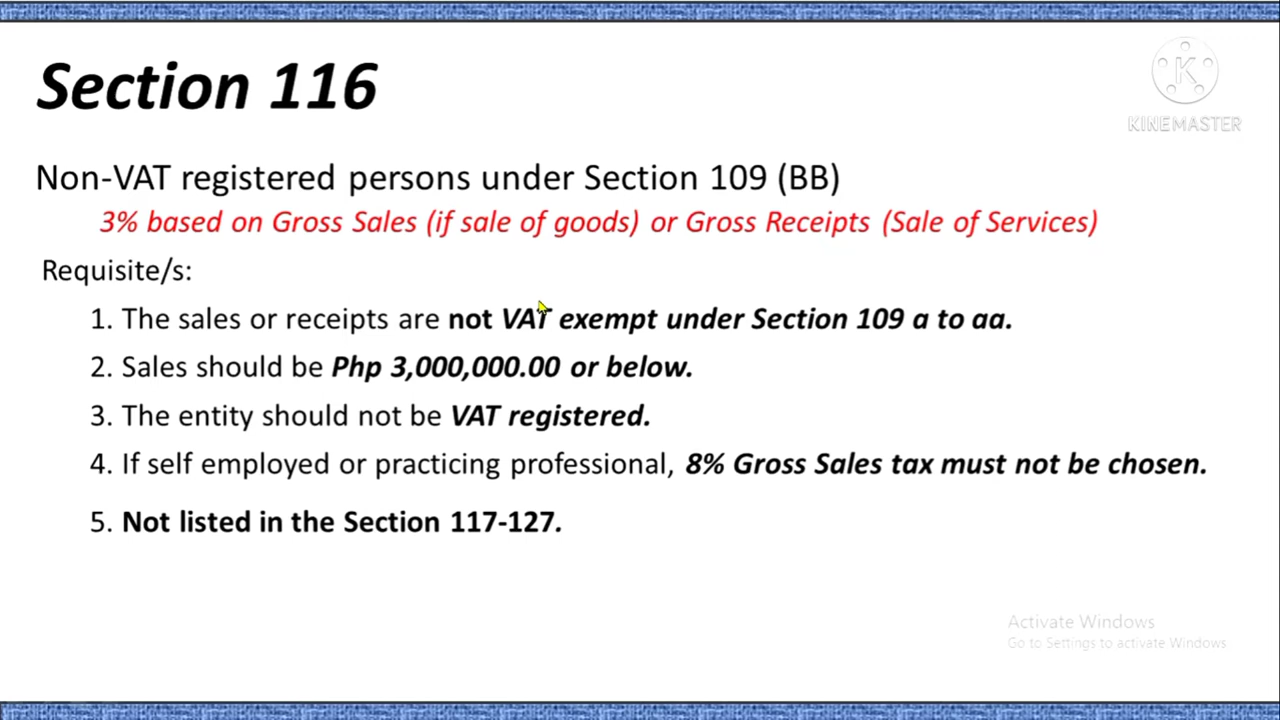 Section 116
K
KINEMASTER
Non-VAT registered persons under Section 109 (BB)
3% based on Gross Sales (if sale of goods) or Gross Receipts (Sale of Services)
Requisite/s:
1. The sales or receipts are not VAT exempt under Section 109 a to aa.
2. Sales should be Php 3,000,000.00 or below.
3. The entity should not be VAT registered.
4. If self employed or practicing professional, 8% Gross Sales tax must not be chosen.
5. Not listed in the Section 117-127.
Activate Windows
Go to Settings to activate Windows